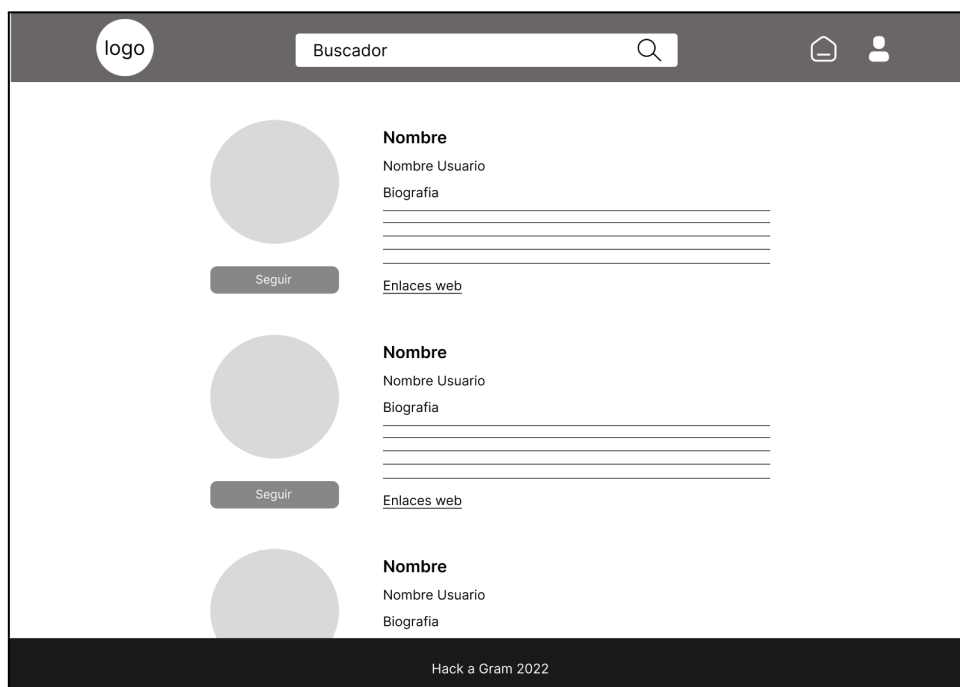 logo
Buscador
Nombre
Nombre Usuario
Biografia
Seguir
Enlaces web
Nombre
Nombre Usuario
Biografia
Seguir
Enlaces web
Nombre
Nombre Usuario
Biografia
Hack a Gram 2022